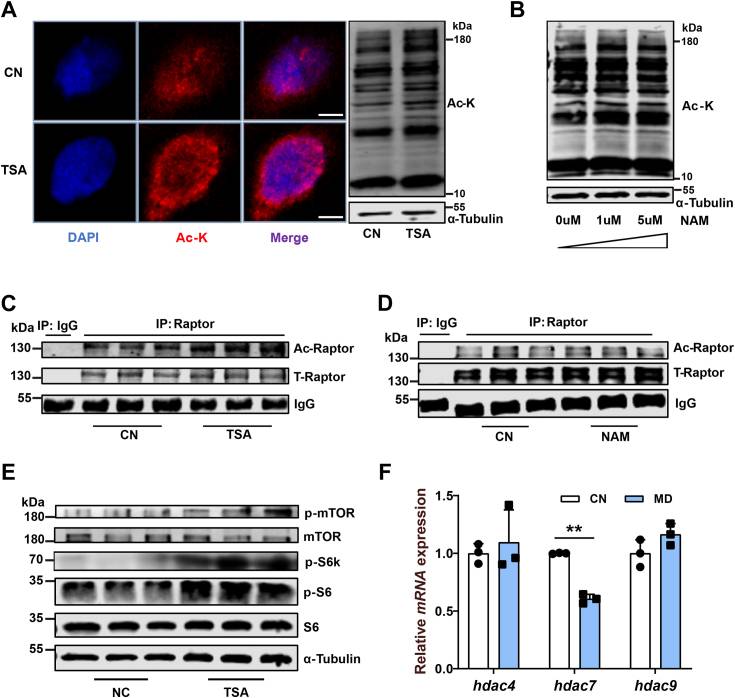 A
CN
TSA
DAPI
Ac-K
Merge
kDa
180
Ac-K
10
55
α-Tubulin
CN TSA
B
kDa
180
Ac-K
10
55
α-Tubulin
0uM 1uM 5uM NAM
C
kDa IP: IgG IP:Raptor
130 Ac-Raptor
130 T-Raptor
55 IgG
CN TSA
D
kDa IP: IgG IP:Raptor
130 Ac-Raptor
130 T-Raptor
55 IgG
CN NAM
E
kDa
180 p-mTOR
180 mTOR
70 p-S6k
35 p-S6
35 S6
55 α-Tubulin
NC TSA
F
CN MD
Relative mRNA expression
1.5
1.0
0.5
0.0
**
hdac4 hdac7 hdac9